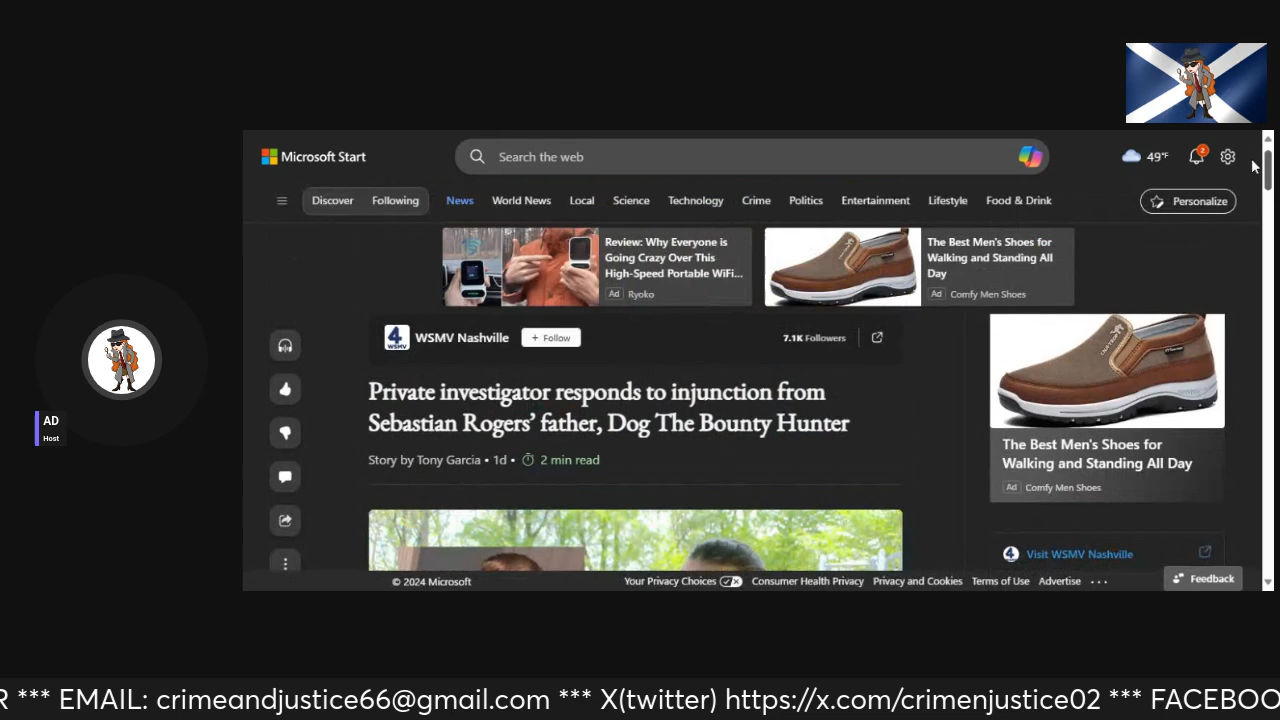 Microsoft Start
Search the web
49°F
2
Discover
Following
News
World News
Local
Science
Technology
Crime
Politics
Entertainment
Lifestyle
Food & Drink
Personalize
Review: Why Everyone is
Going Crazy Over This
High-Speed Portable WiFi...
Ad Ryoko
The Best Men's Shoes for
Walking and Standing All
Day
Ad Comfy Men Shoes
4
WSMV
WSMV Nashville
+ Follow
7.1K Followers
Private investigator responds to injunction from
Sebastian Rogers’ father, Dog The Bounty Hunter
Story by Tony Garcia • 1d • 2 min read
The Best Men's Shoes for
Walking and Standing All Day
Ad Comfy Men Shoes
4 Visit WSMV Nashville
© 2024 Microsoft
Your Privacy Choices
Consumer Health Privacy
Privacy and Cookies
Terms of Use
Advertise
Feedback
AD
Host
R *** EMAIL: crimeandjustice66@gmail.com *** X(twitter) https://x.com/crimenjustice02 *** FACEBOO